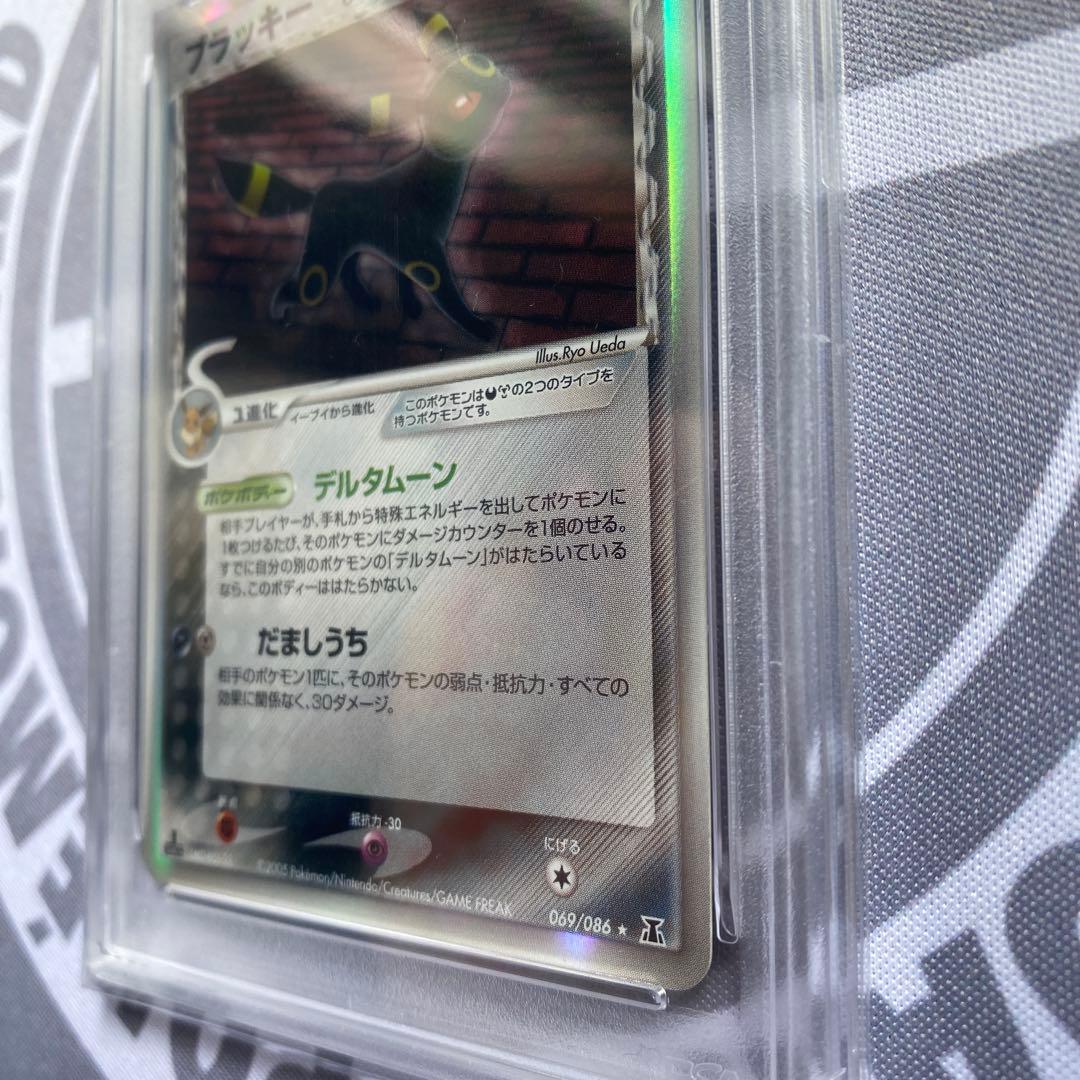 ブラッキー
Illus.Ryo Ueda
1進化 イーブイから進化
このポケモンはの2つのタイプを
持つポケモンです。
ポケボディー デルタムーン
相手プレイヤーが、手札から特殊エネルギーを出してポケモンに
1枚つけるたび、そのポケモンにダメージカウンターを1個のせる。
すでに自分の別のポケモンの「デルタムーン」がはたらいている
なら、このボディーははたらかない。
だましうち
相手のポケモン1匹に、そのポケモンの弱点・抵抗力・すべての
効果に関係なく、30ダメージ。
抵抗力 -30
にげる
©2005 Pokémon/Nintendo/Creatures/GAME FREAK
069/086 ★